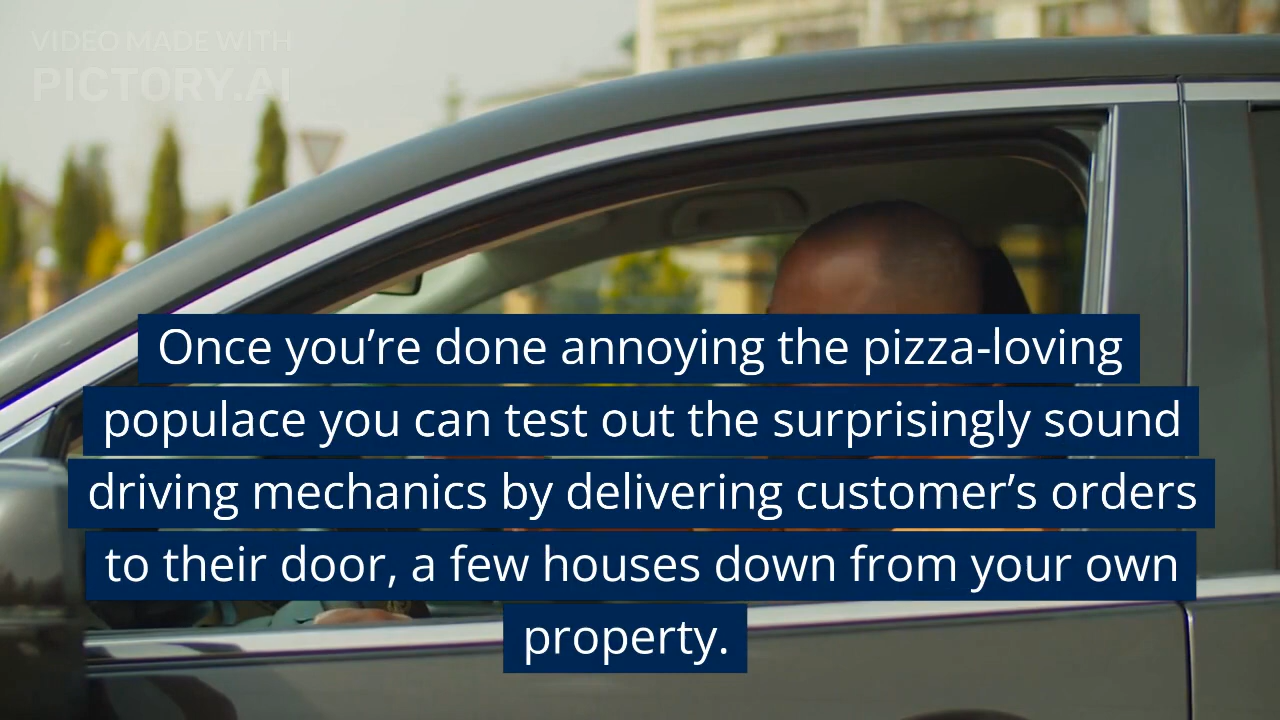 VIDEO MADE WITH
PICTORY.AI
Once you’re done annoying the pizza-loving
populace you can test out the surprisingly sound
driving mechanics by delivering customer’s orders
to their door, a few houses down from your own
property.